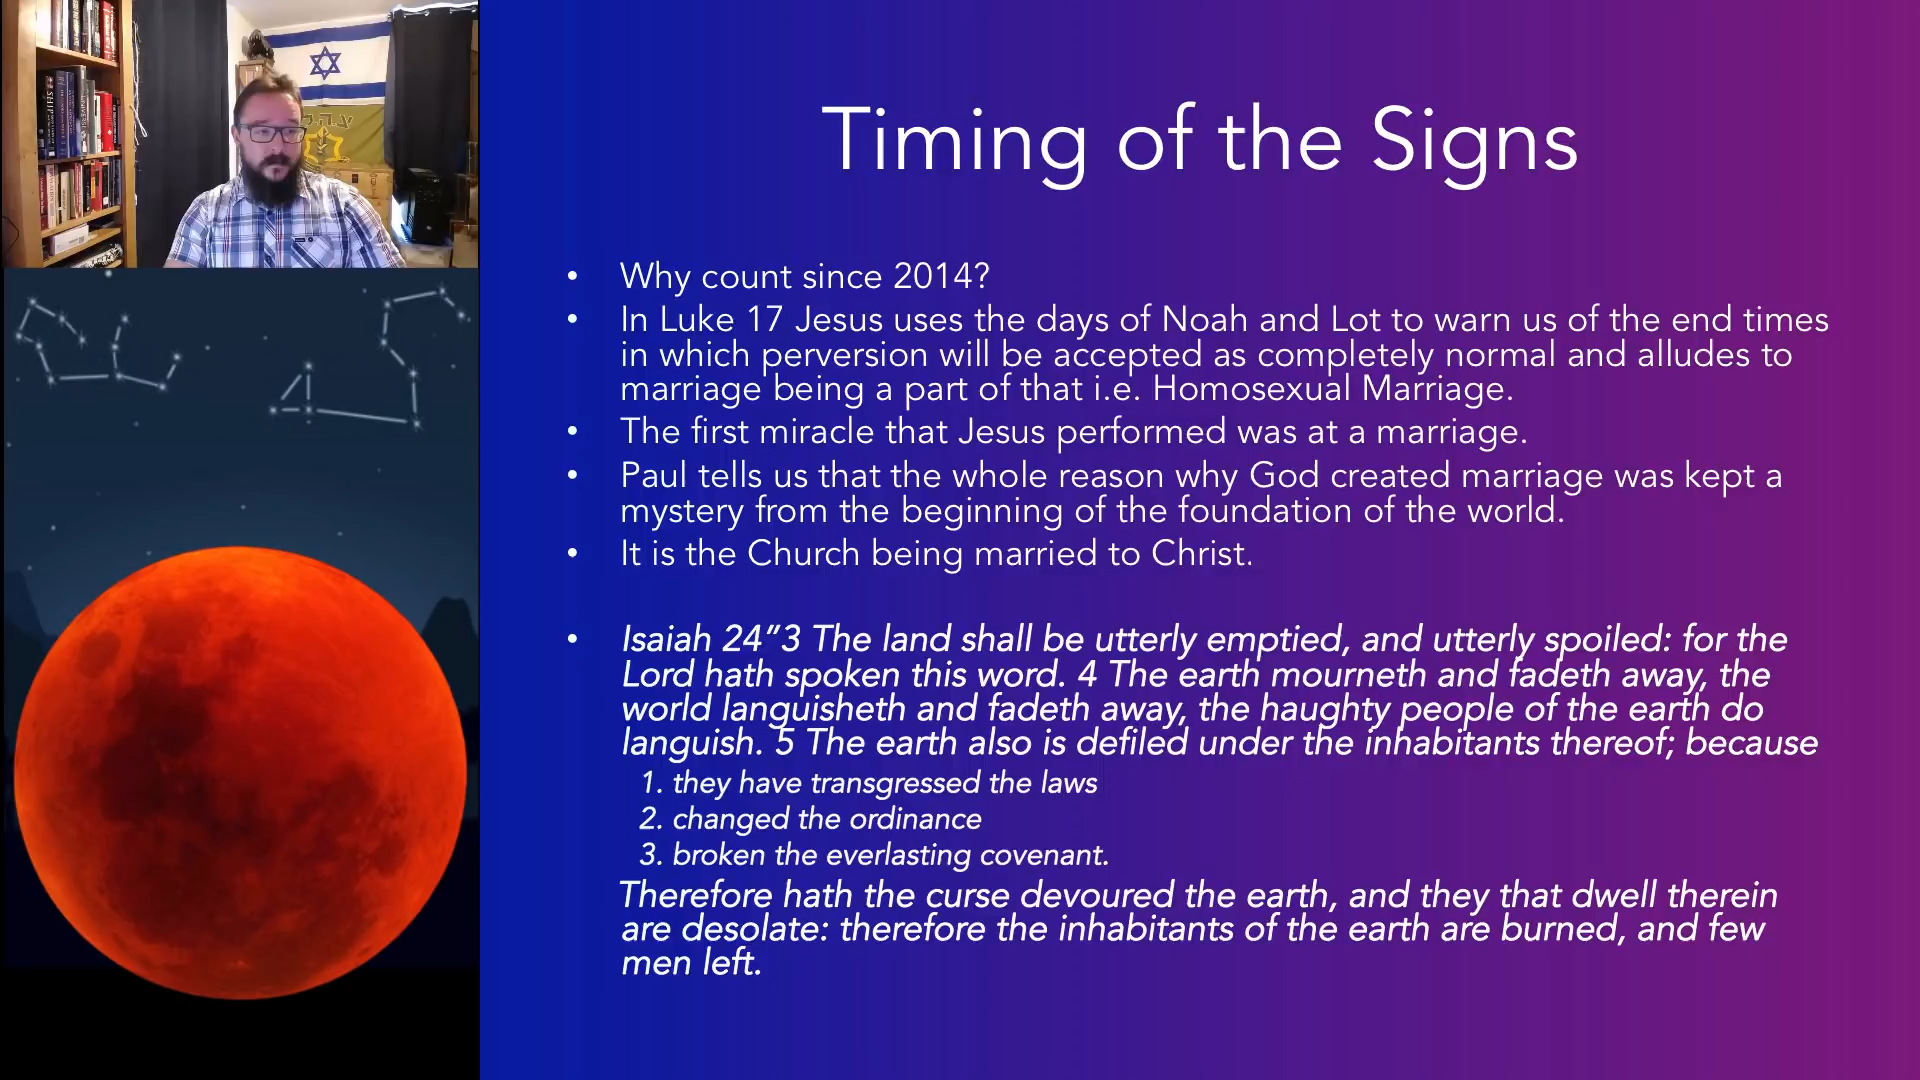 Timing of the Signs
• Why count since 2014?
• In Luke 17 Jesus uses the days of Noah and Lot to warn us of the end times
in which perversion will be accepted as completely normal and alludes to
marriage being a part of that i.e. Homosexual Marriage.
• The first miracle that Jesus performed was at a marriage.
• Paul tells us that the whole reason why God created marriage was kept a
mystery from the beginning of the foundation of the world.
• It is the Church being married to Christ.
• Isaiah 24”3 The land shall be utterly emptied, and utterly spoiled: for the
Lord hath spoken this word. 4 The earth mourneth and fadeth away, the
world languisheth and fadeth away, the haughty people of the earth do
languish. 5 The earth also is defiled under the inhabitants thereof; because
1. they have transgressed the laws
2. changed the ordinance
3. broken the everlasting covenant.
Therefore hath the curse devoured the earth, and they that dwell therein
are desolate: therefore the inhabitants of the earth are burned, and few
men left.